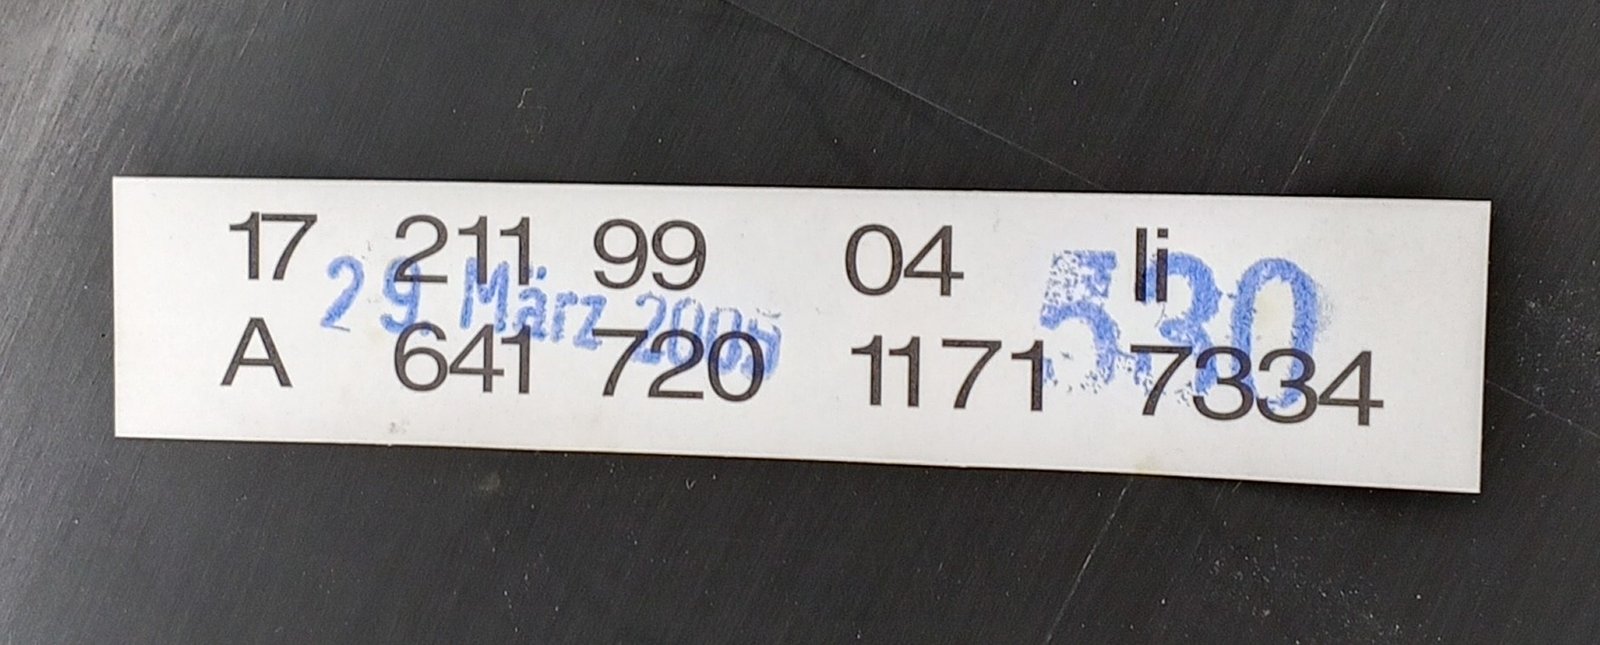 17 211 99 04 li
29. März 2005 530
A 641 720 1171 7334